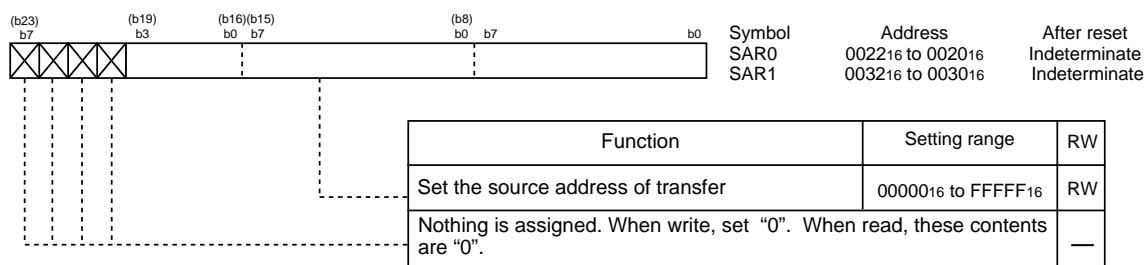 (b23) (b19) (b16)(b15) (b8)
b7 b3 b0 b7 b0 b7 b0
Symbol Address After reset
SAR0 002216 to 002016 Indeterminate
SAR1 003216 to 003016 Indeterminate
Function Setting range RW
Set the source address of transfer 0000016 to FFFFF16 RW
Nothing is assigned. When write, set “0”. When read, these contents
are “0”. —